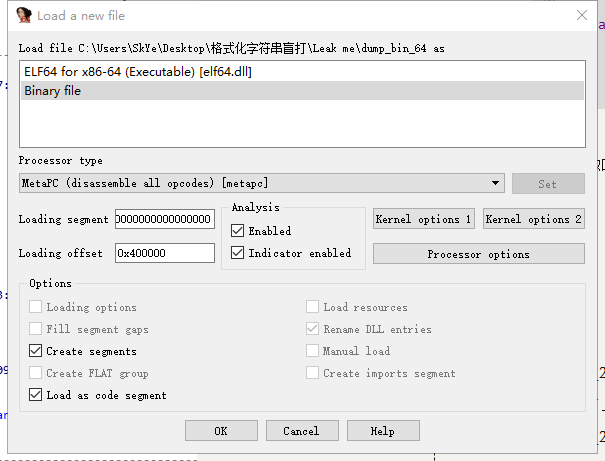 Load a new file
Load file C:\Users\SkYe\Desktop\格式化字符串盲打\Leak me\dump_bin_64 as
ELF64 for x86-64 (Executable) [elf64.dll]
Binary file
Processor type
MetaPC (disassemble all opcodes) [metapc]
Set
Loading segment
0000000000000000
Loading offset
0x400000
Analysis
Enabled
Indicator enabled
Kernel options 1
Kernel options 2
Processor options
Options
Loading options
Load resources
Fill segment gaps
Rename DLL entries
Create segments
Manual load
Create FLAT group
Create imports segment
Load as code segment
OK
Cancel
Help